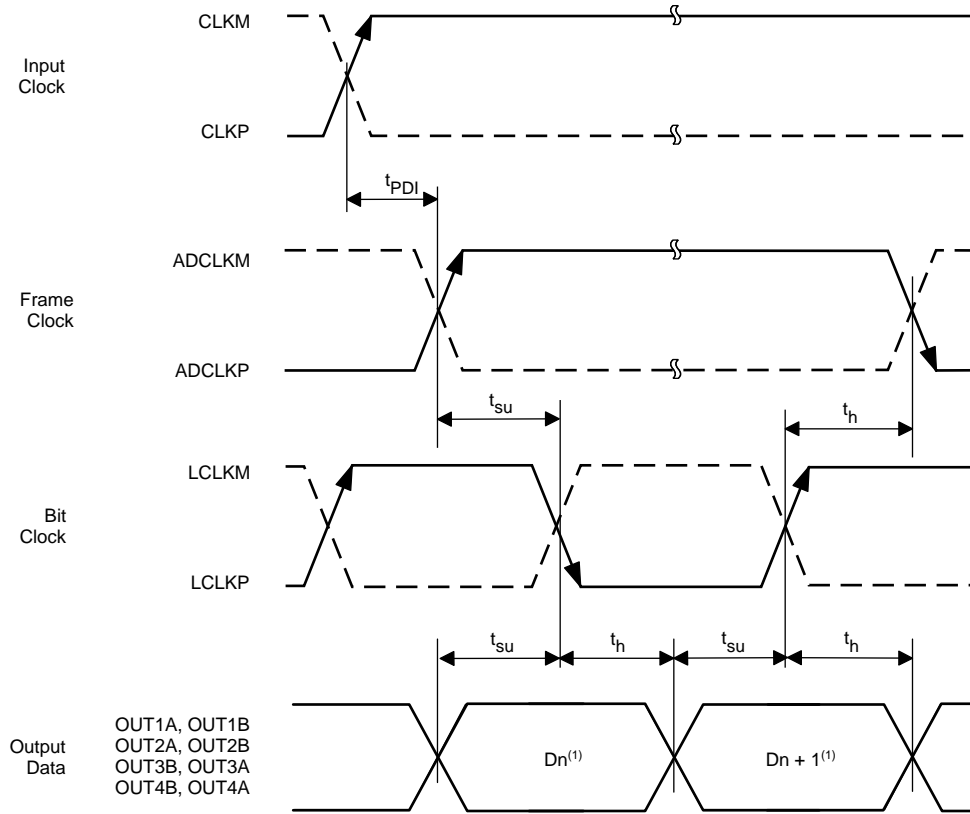 CLKM
Input
Clock
CLKP
tPDI
ADCLKM
Frame
Clock
ADCLKP
tsu
th
LCLKM
Bit
Clock
LCLKP
tsu
th
tsu
th
OUT1A, OUT1B
OUT2A, OUT2B
OUT3B, OUT3A
OUT4B, OUT4A
Output
Data
Dn(1)
Dn + 1(1)